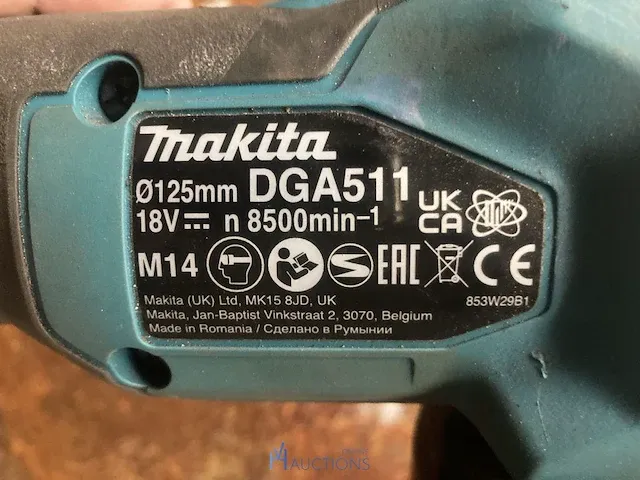 makita
Ø125mm DGA511
18V ⎓ n 8500min⁻¹
UK
CA
M14
EAC
CE
Makita (UK) Ltd, MK15 8JD, UK
853W29B1
Makita, Jan-Baptist Vinkstraat 2, 3070, Belgium
Made in Romania / Сделано в Румынии
AUCTIONS